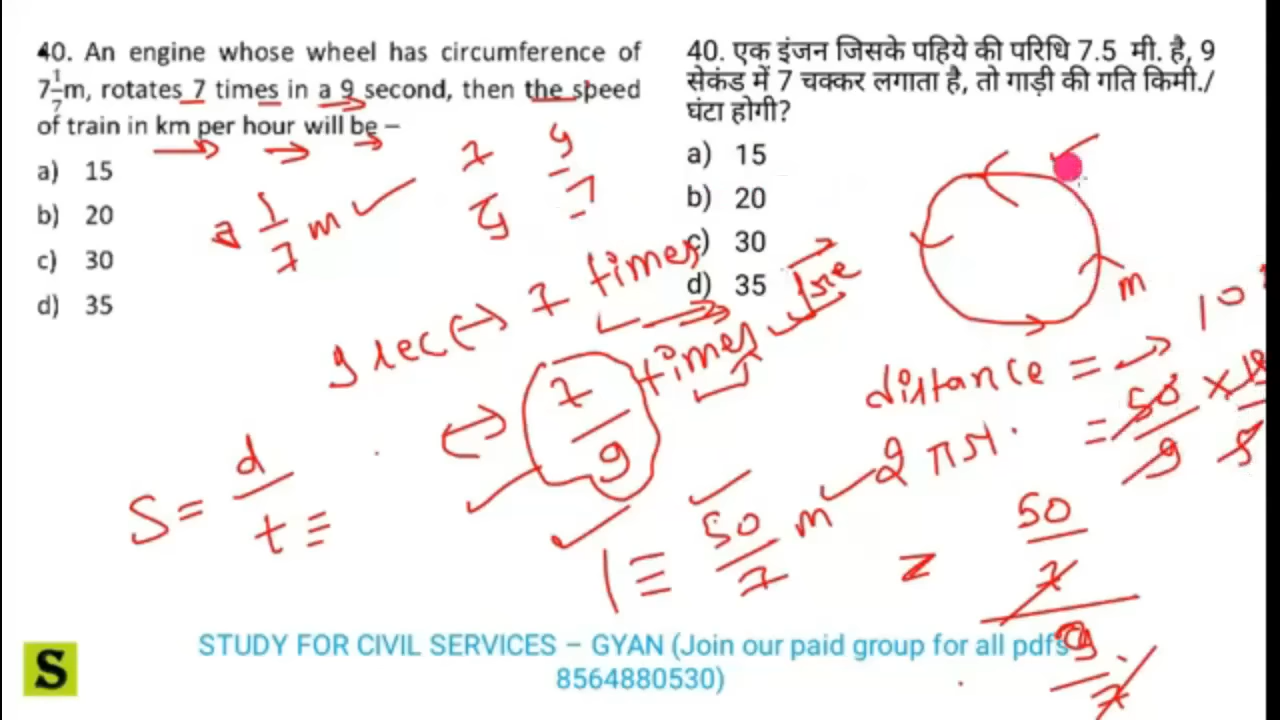 40. An engine whose wheel has circumference of
7 1/7 m, rotates 7 times in a 9 second, then the speed
of train in km per hour will be –
a) 15
b) 20
c) 30
d) 35
40. एक इंजन जिसके पहिये की परिधि 7.5 मी. है, 9
सेकंड में 7 चक्कर लगाता है, तो गाड़ी की गति किमी./
घंटा होगी?
a) 15
b) 20
c) 30
d) 35
1/7 m
7/9
9/7
9 sec → 7 times
7/9 times
m
distance =
2πr
= 50/9 ×
S = d/t =
1 = 50/7 m
= 50/7
9/7
STUDY FOR CIVIL SERVICES – GYAN (Join our paid group for all pdfs
8564880530)
S